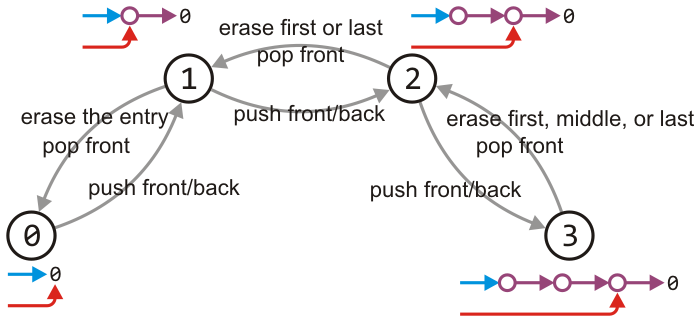 0
0
erase first or last
pop front
1
2
erase the entry
pop front
push front/back
erase first, middle, or last
pop front
push front/back
push front/back
0
3
0
0